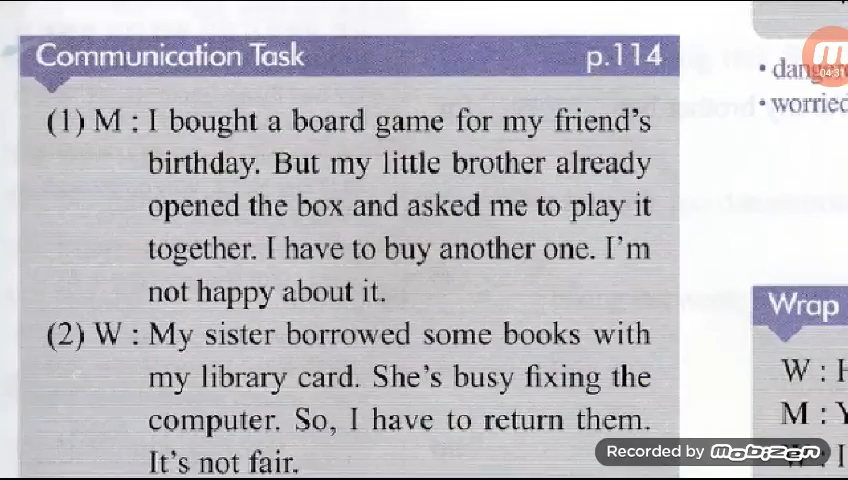 Communication Task p.114
(1) M : I bought a board game for my friend's
birthday. But my little brother already
opened the box and asked me to play it
together. I have to buy another one. I'm
not happy about it.
(2) W : My sister borrowed some books with
my library card. She's busy fixing the
computer. So, I have to return them.
It's not fair.
04:31
•
• worried
Wrap
W : H
M : Y
W : I
Recorded by mobizen